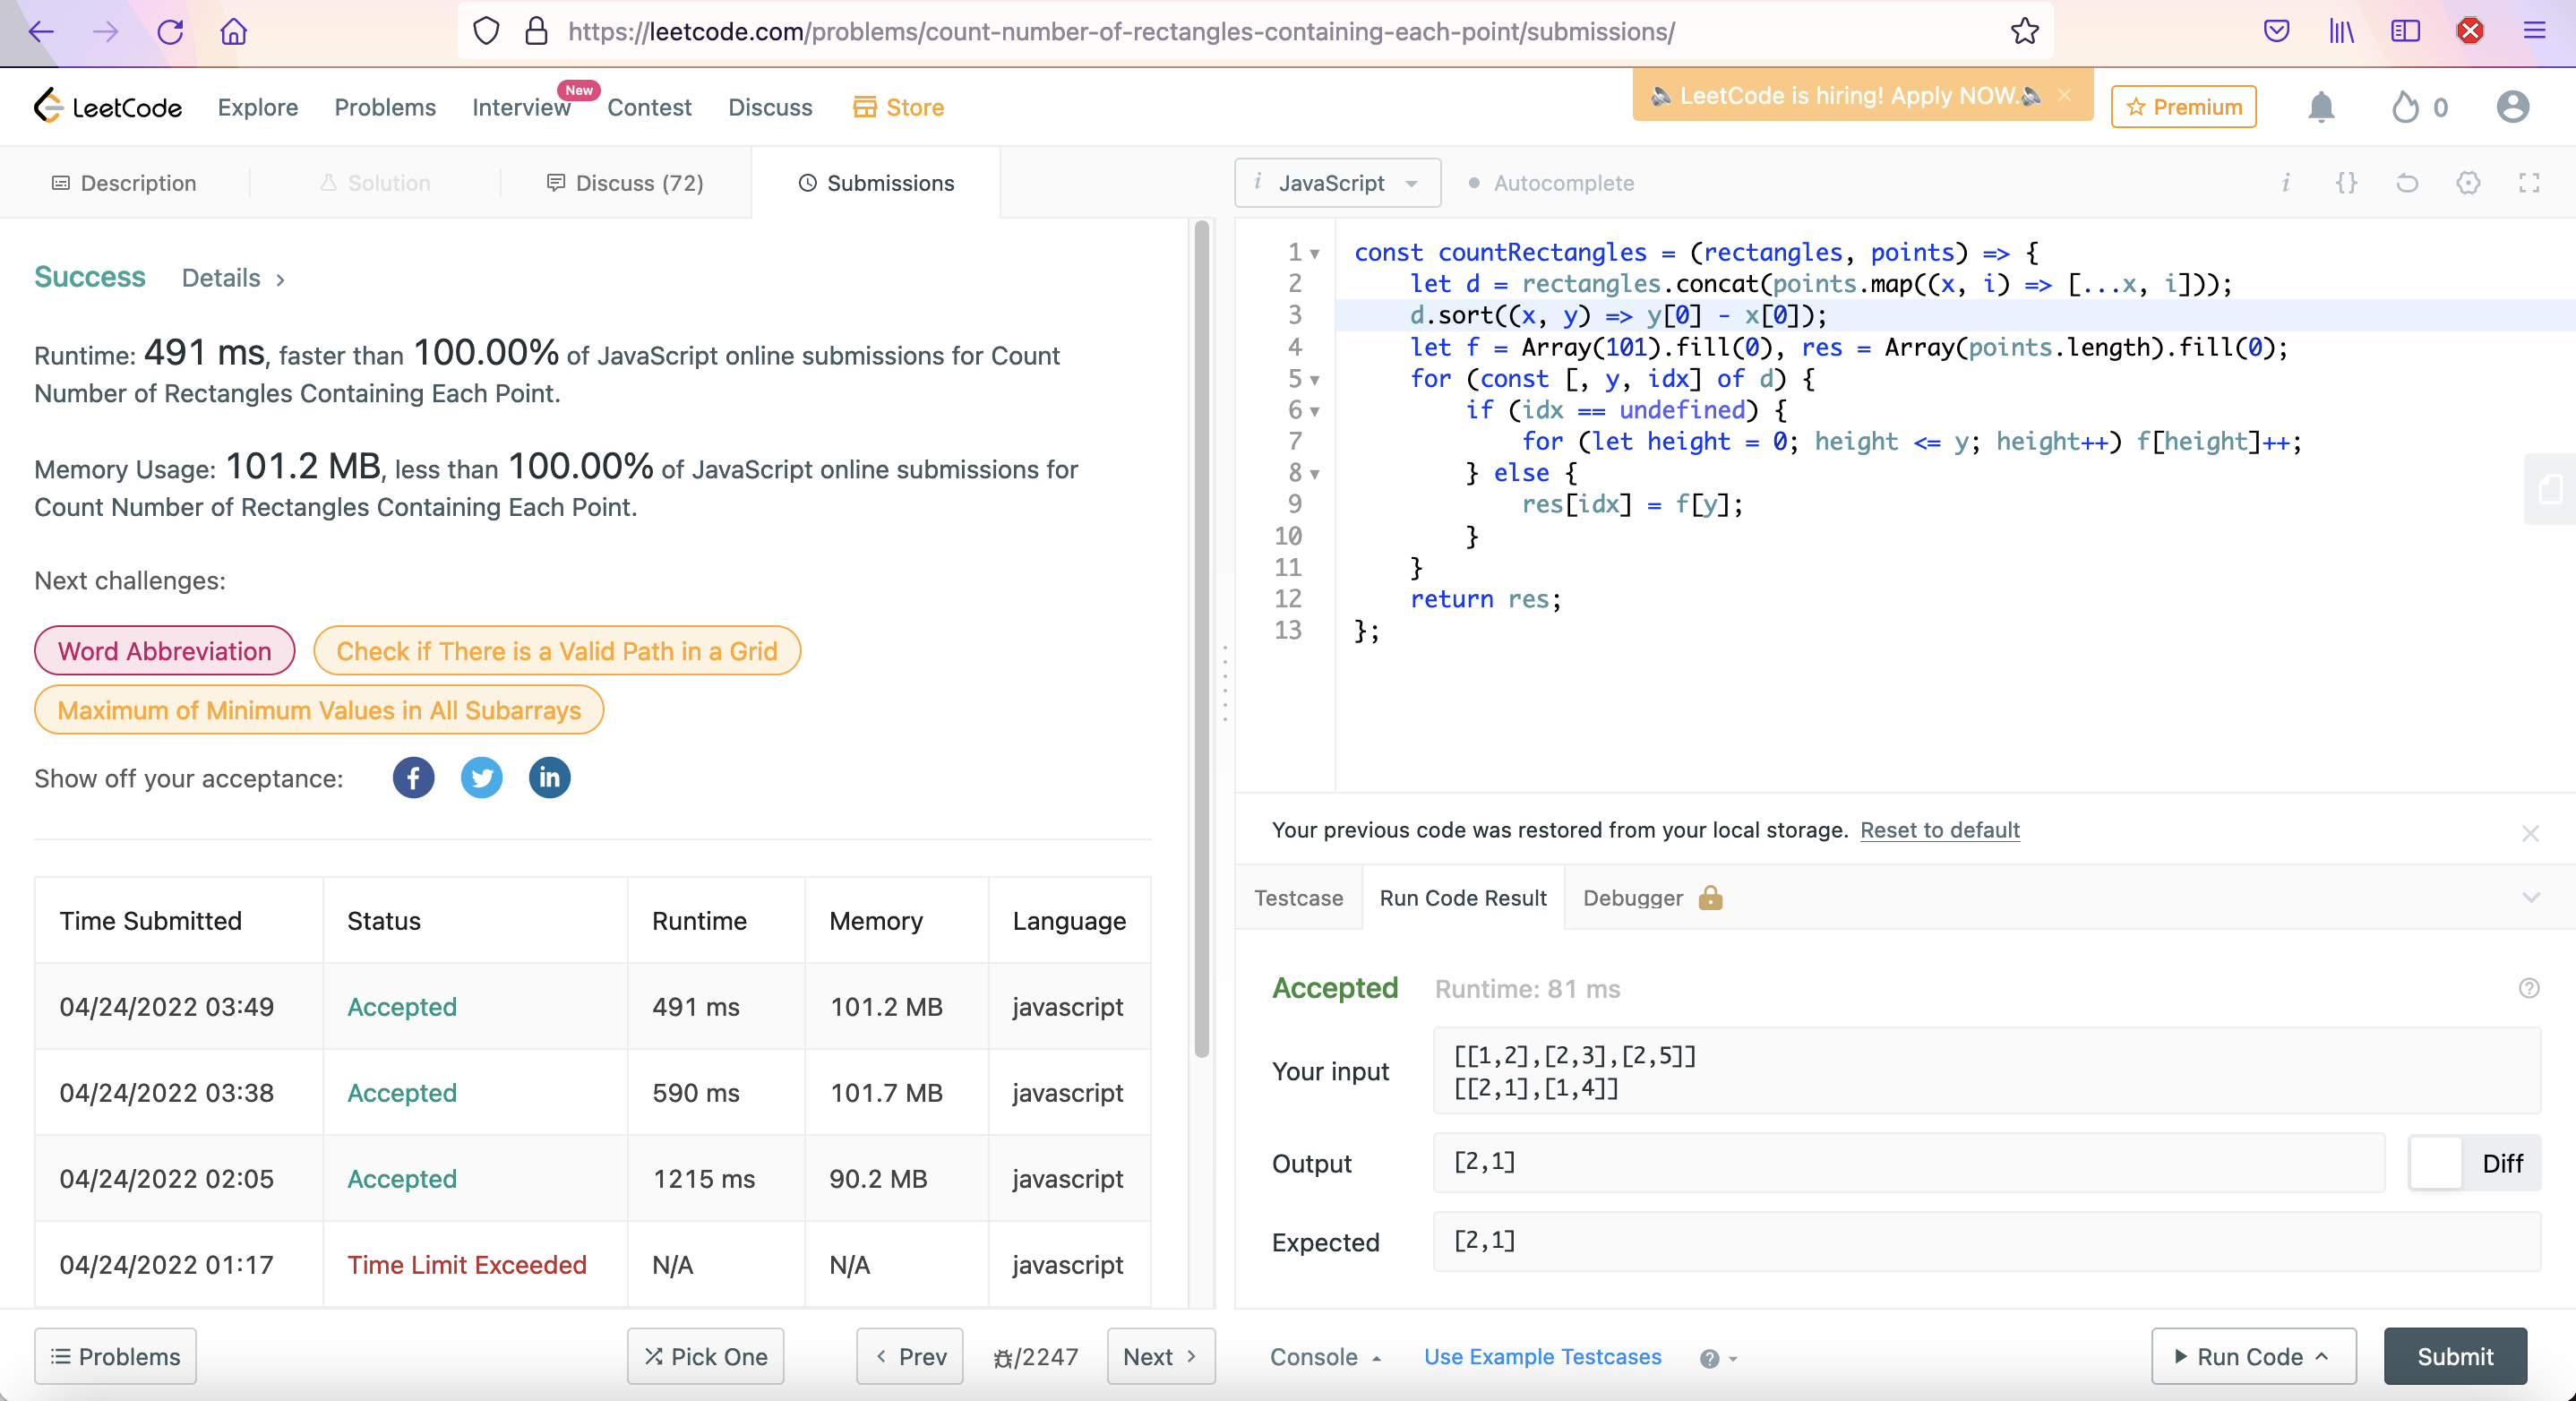 https://leetcode.com/problems/count-number-of-rectangles-containing-each-point/submissions/
LeetCode
Explore
Problems
Interview
New
Contest
Discuss
Store
LeetCode is hiring! Apply NOW.
Premium
0
Description
Solution
Discuss (72)
Submissions
i JavaScript
Autocomplete
Success
Details
Runtime: 491 ms, faster than 100.00% of JavaScript online submissions for Count
Number of Rectangles Containing Each Point.
Memory Usage: 101.2 MB, less than 100.00% of JavaScript online submissions for
Count Number of Rectangles Containing Each Point.
Next challenges:
Word Abbreviation
Check if There is a Valid Path in a Grid
Maximum of Minimum Values in All Subarrays
Show off your acceptance:
Time Submitted Status Runtime Memory Language
04/24/2022 03:49 Accepted 491 ms 101.2 MB javascript
04/24/2022 03:38 Accepted 590 ms 101.7 MB javascript
04/24/2022 02:05 Accepted 1215 ms 90.2 MB javascript
04/24/2022 01:17 Time Limit Exceeded N/A N/A javascript
Problems
Pick One
Prev
/2247
Next
1 const countRectangles = (rectangles, points) => {
2 let d = rectangles.concat(points.map((x, i) => [...x, i]));
3 d.sort((x, y) => y[0] - x[0]);
4 let f = Array(101).fill(0), res = Array(points.length).fill(0);
5 for (const [, y, idx] of d) {
6 if (idx == undefined) {
7 for (let height = 0; height <= y; height++) f[height]++;
8 } else {
9 res[idx] = f[y];
10 }
11 }
12 return res;
13 };
Your previous code was restored from your local storage. Reset to default
Testcase
Run Code Result
Debugger
Accepted Runtime: 81 ms
Your input
[[1,2],[2,3],[2,5]]
[[2,1],[1,4]]
Output
[2,1]
Diff
Expected
[2,1]
Console
Use Example Testcases
Run Code
Submit